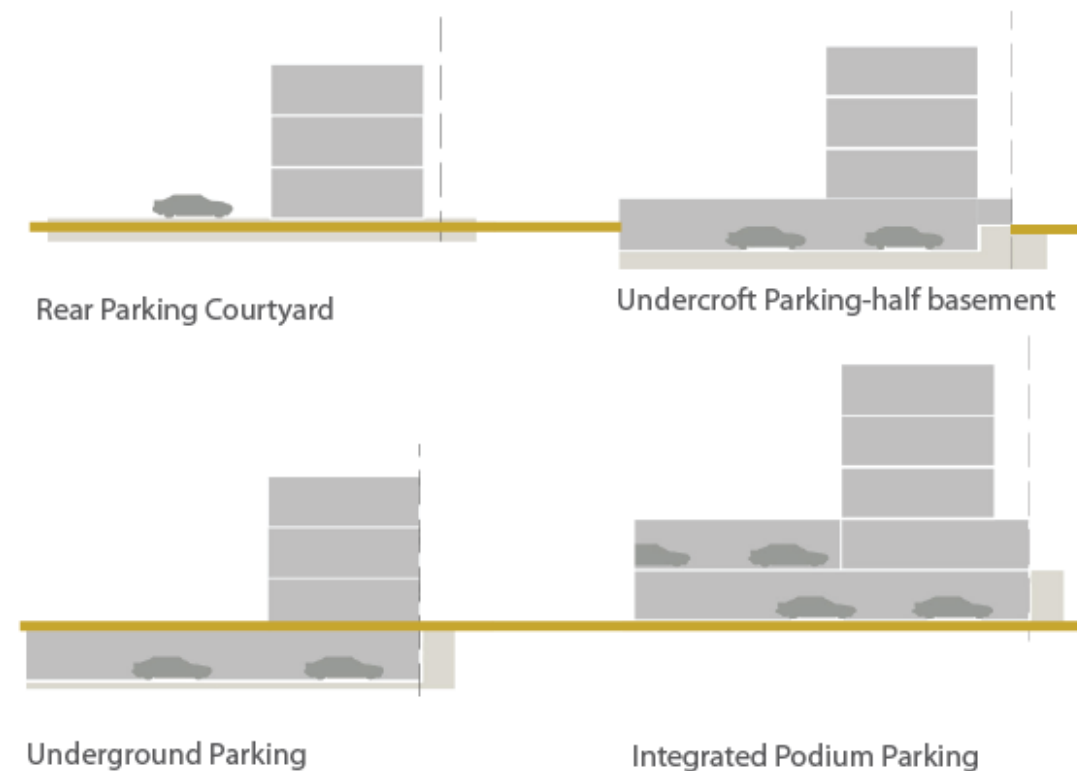 Rear Parking Courtyard
Undercroft Parking-half basement
Underground Parking
Integrated Podium Parking